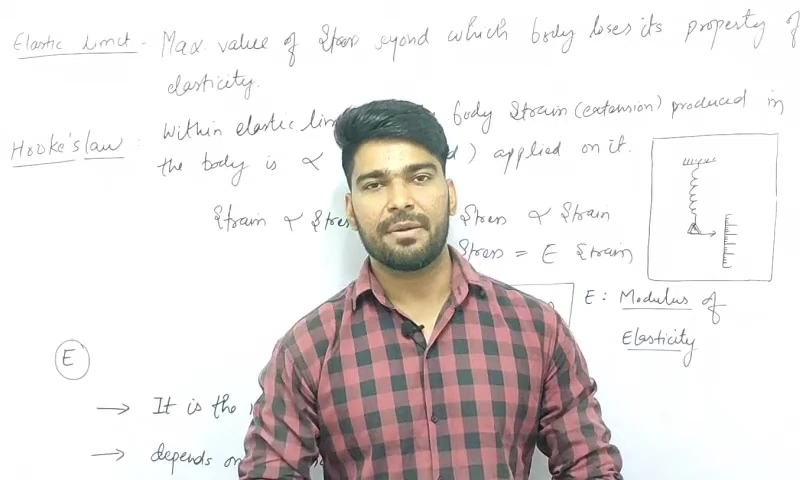 Elastic Limit - Max. value of Stress beyond which body loses its property of
elasticity.
Hooke's law : Within elastic body Strain (extension) produced in
the body is ∝ ) applied on it.
Strain ∝ Stress ∝ Strain
Stress = E Strain
E : Modulus of
Elasticity
E
→ It is the
→ depends on